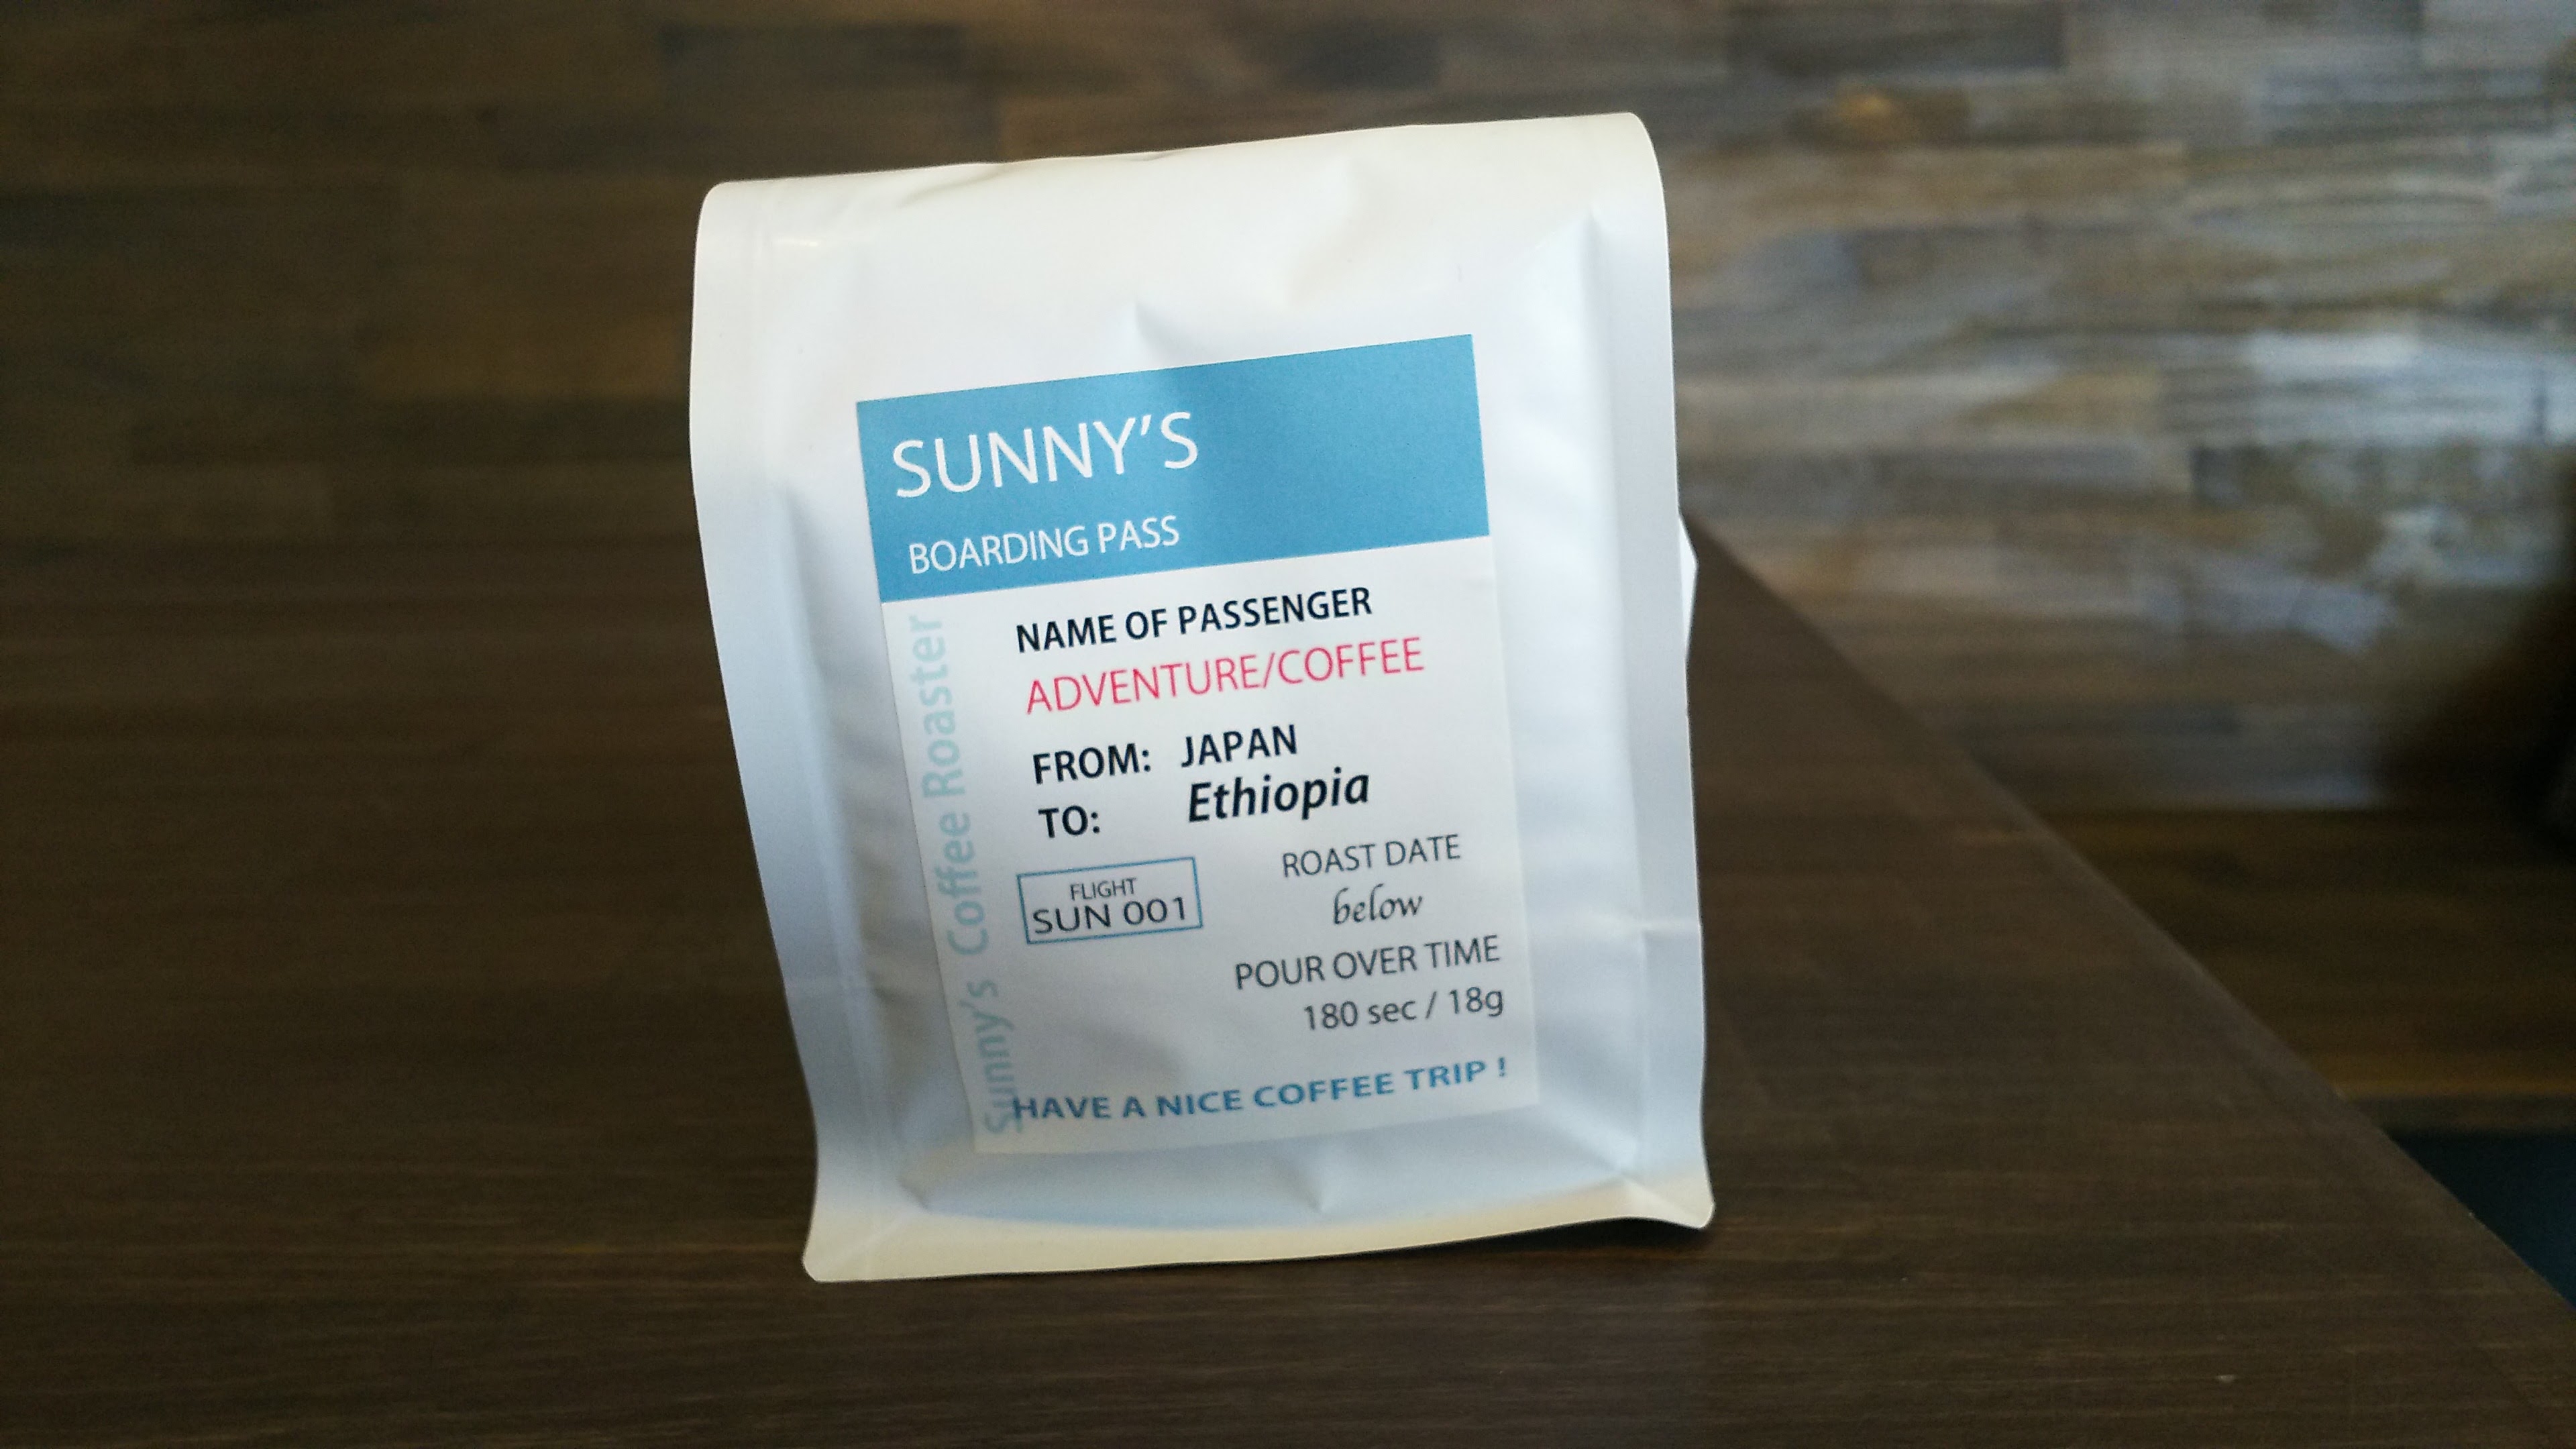 SUNNY'S
BOARDING PASS
NAME OF PASSENGER
ADVENTURE/COFFEE
FROM: JAPAN
TO: Ethiopia
FLIGHT
SUN 001
ROAST DATE
below
POUR OVER TIME
180 sec / 18g
HAVE A NICE COFFEE TRIP !
Sunny's Coffee Roaster